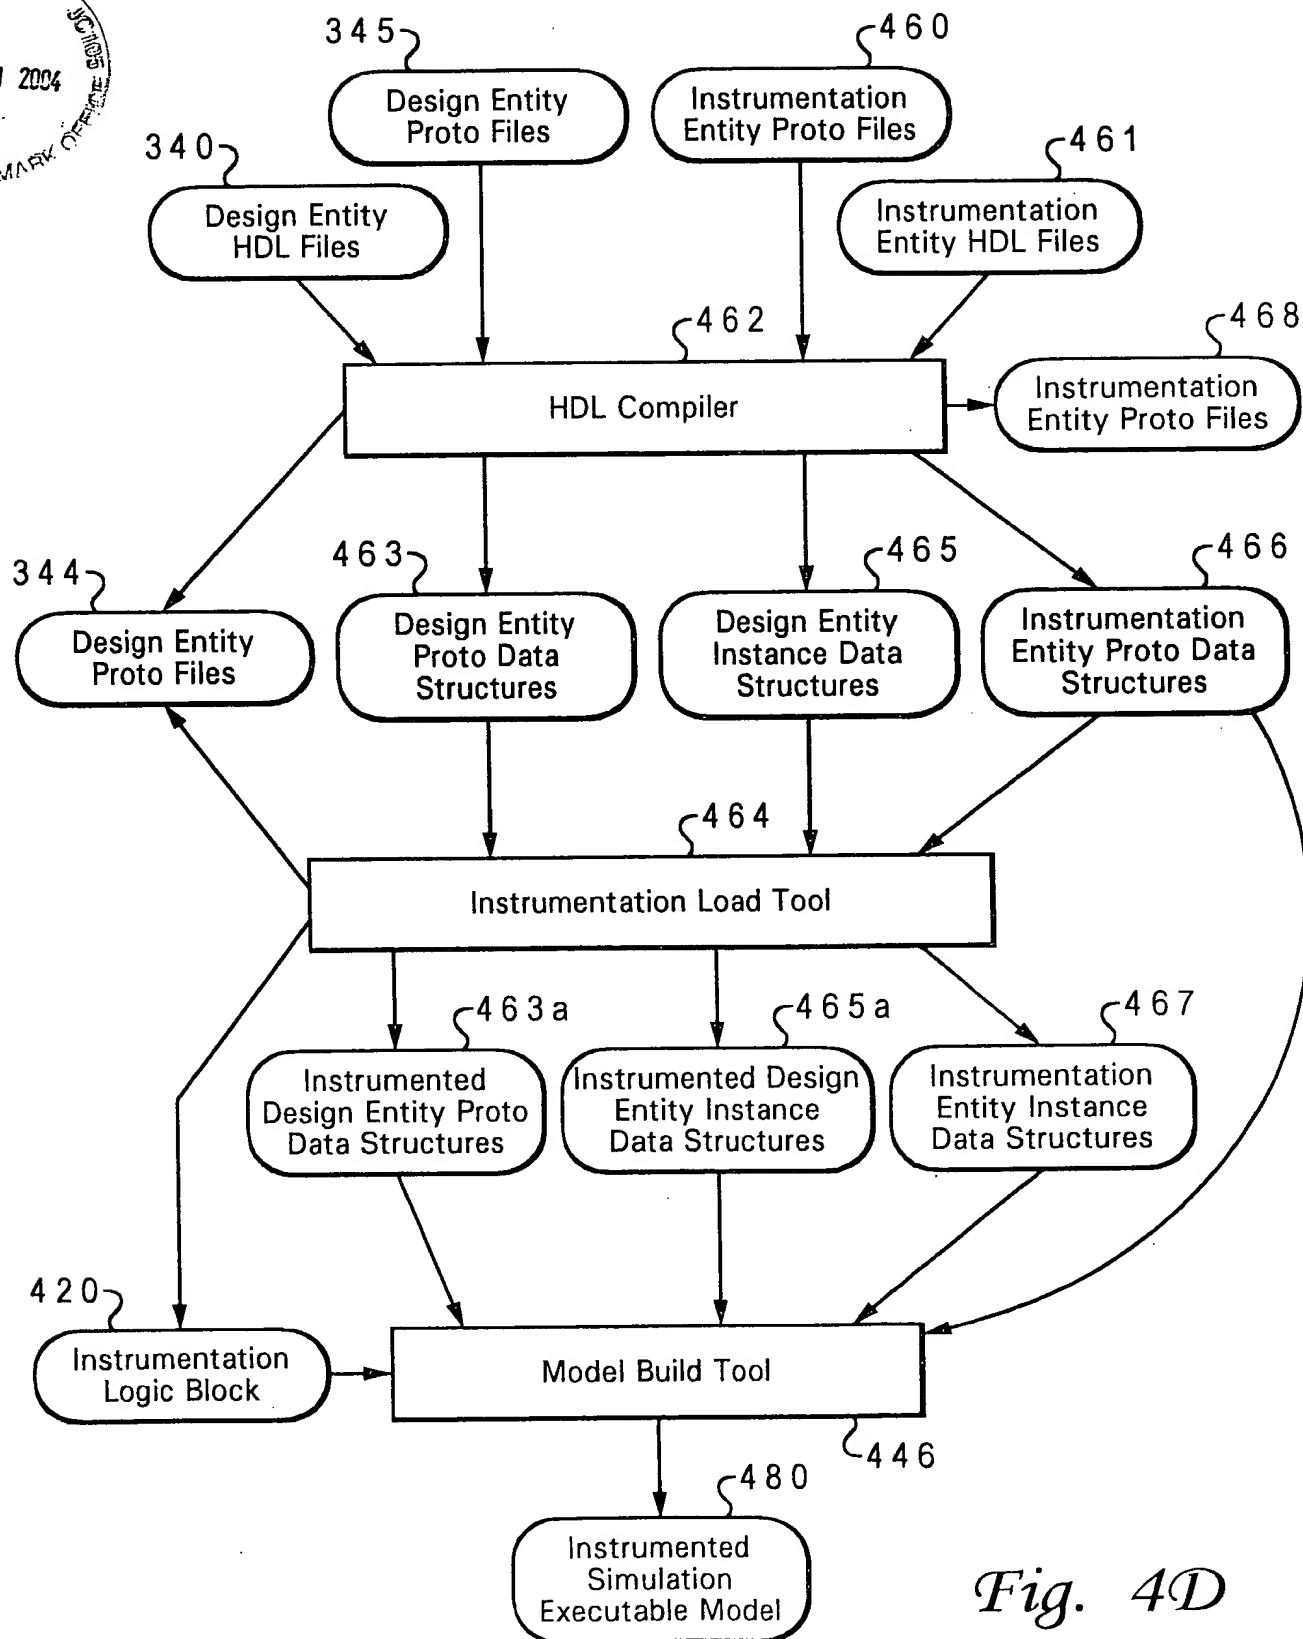 2004
345
460
Design Entity
Proto Files
Instrumentation
Entity Proto Files
340
461
Design Entity
HDL Files
Instrumentation
Entity HDL Files
462
468
HDL Compiler
Instrumentation
Entity Proto Files
344
463
465
466
Design Entity
Proto Files
Design Entity
Proto Data
Structures
Design Entity
Instance Data
Structures
Instrumentation
Entity Proto Data
Structures
464
Instrumentation Load Tool
463a
465a
467
Instrumented
Design Entity Proto
Data Structures
Instrumented Design
Entity Instance
Data Structures
Instrumentation
Entity Instance
Data Structures
420
Instrumentation
Logic Block
Model Build Tool
446
480
Instrumented
Simulation
Executable Model
Fig. 4D